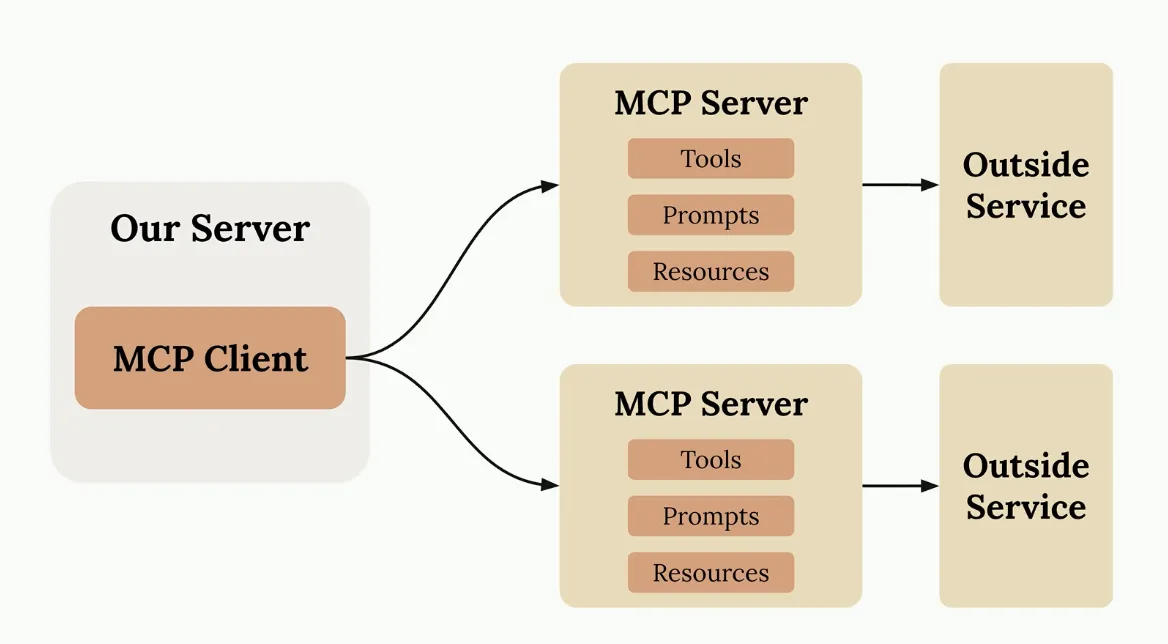 Our Server
MCP Client
MCP Server
Tools
Prompts
Resources
Outside
Service
MCP Server
Tools
Prompts
Resources
Outside
Service